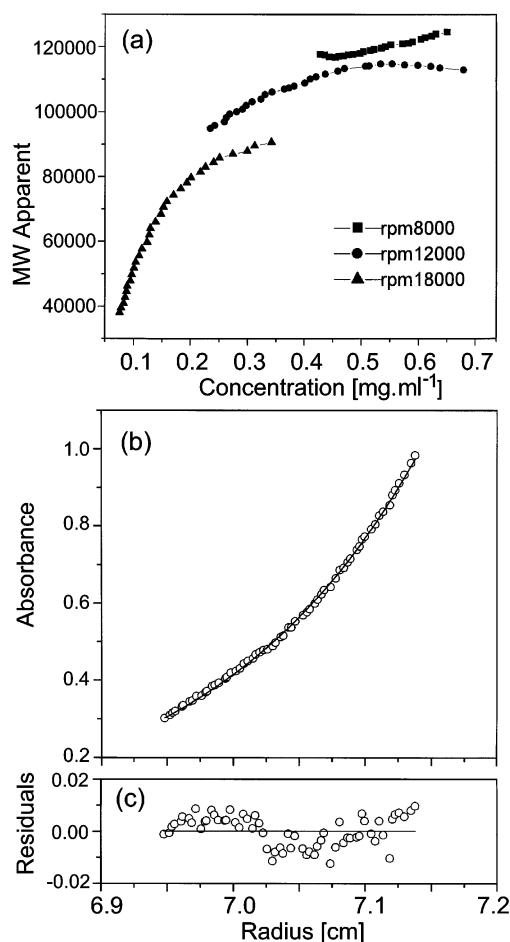 (a)
120000
100000
80000
60000
40000
MW Apparent
rpm8000
rpm12000
rpm18000
0.1 0.2 0.3 0.4 0.5 0.6 0.7
Concentration [mg.ml⁻¹]
(b)
1.0
0.8
0.6
0.4
0.2
Absorbance
(c)
0.02
0.00
-0.02
Residuals
6.9 7.0 7.1 7.2
Radius [cm]